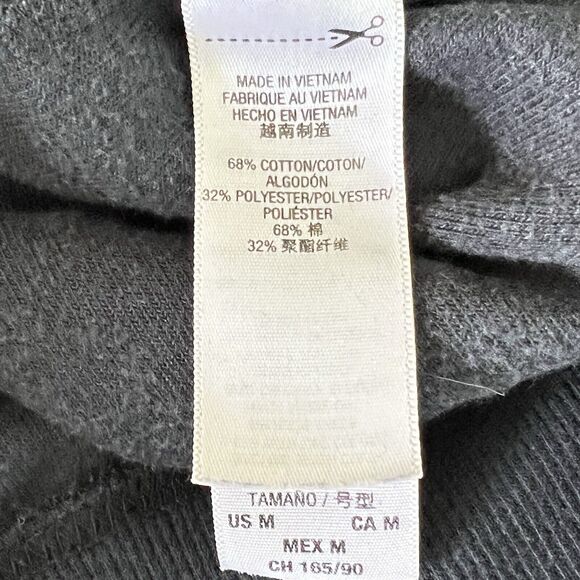 MADE IN VIETNAM
FABRIQUE AU VIETNAM
HECHO EN VIETNAM
越南制造
68% COTTON/COTON/
ALGODÓN
32% POLYESTER/POLYESTER/
POLIÉSTER
68% 棉
32% 聚酯纤维
TAMAÑO / 号型
US M CA M
MEX M
CH 165/90